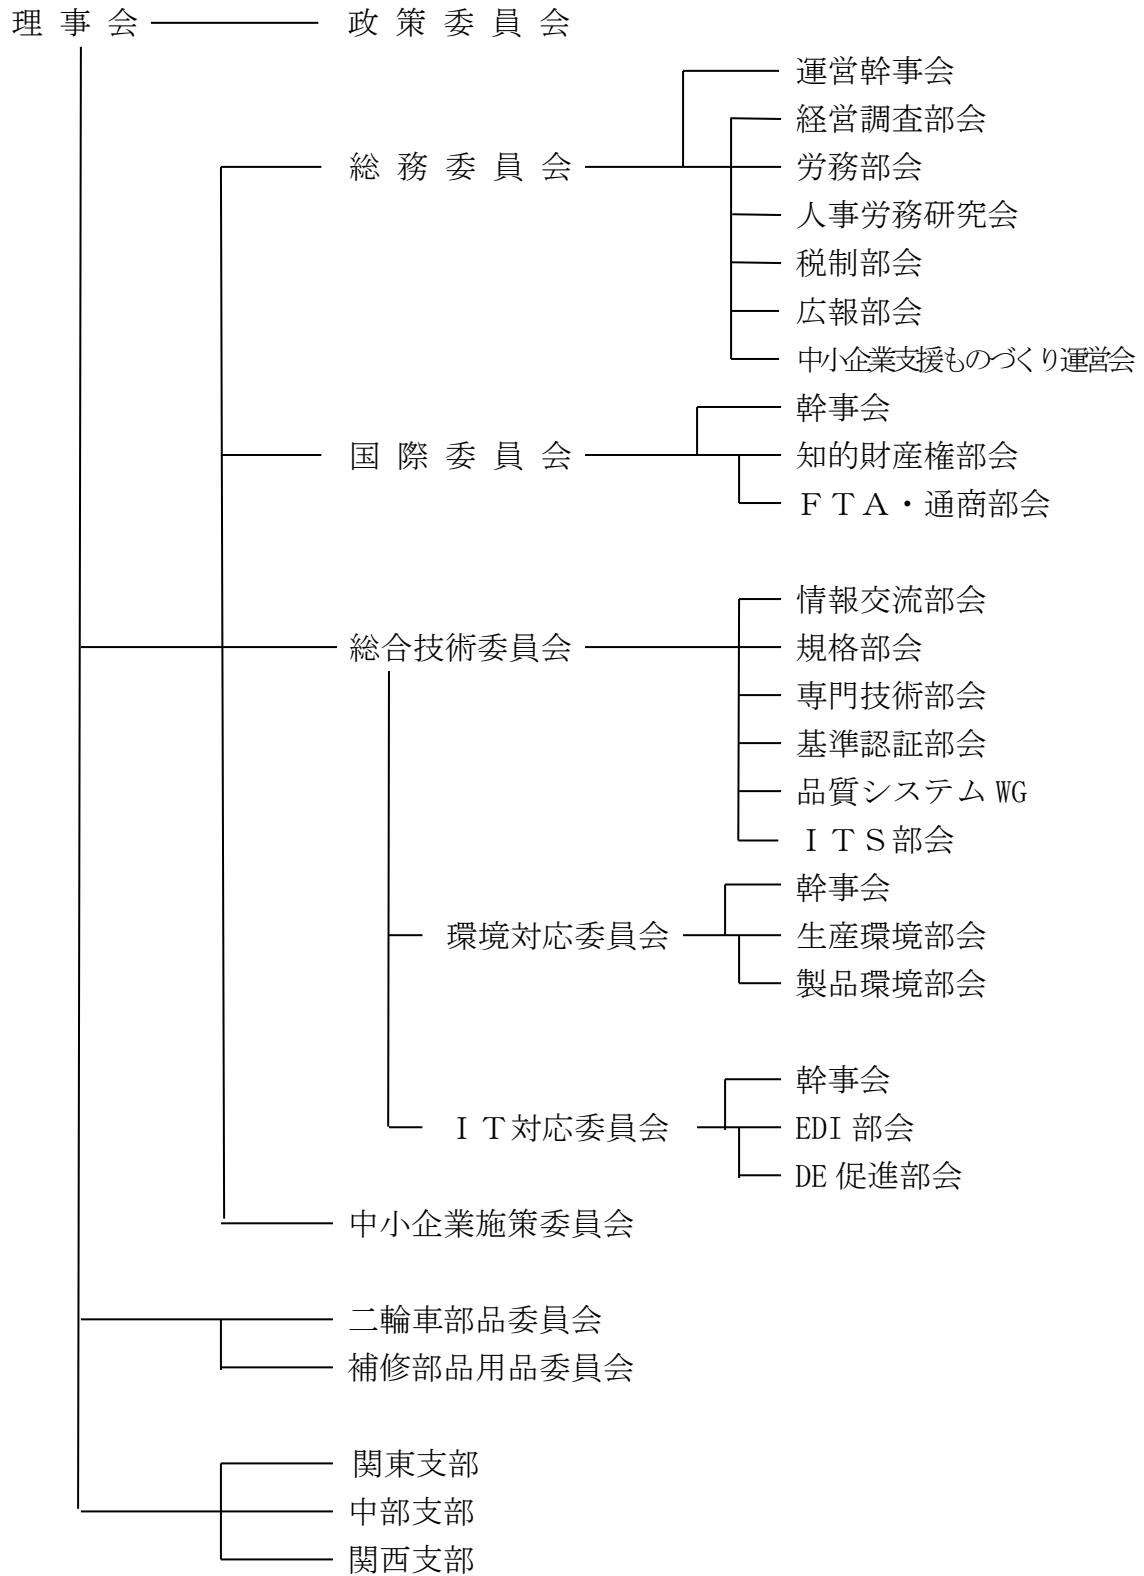 理 事 会 政 策 委 員 会
運営幹事会
経営調査部会
総 務 委 員 会 労務部会
人事労務研究会
税制部会
広報部会
中小企業支援ものづくり運営会
幹事会
国 際 委 員 会 知的財産権部会
ＦＴＡ・通商部会
情報交流部会
総合技術委員会 規格部会
専門技術部会
基準認証部会
品質システム WG
ＩＴＳ部会
幹事会
環境対応委員会 生産環境部会
製品環境部会
幹事会
ＩＴ対応委員会 EDI 部会
DE 促進部会
中小企業施策委員会
二輪車部品委員会
補修部品用品委員会
関東支部
中部支部
関西支部